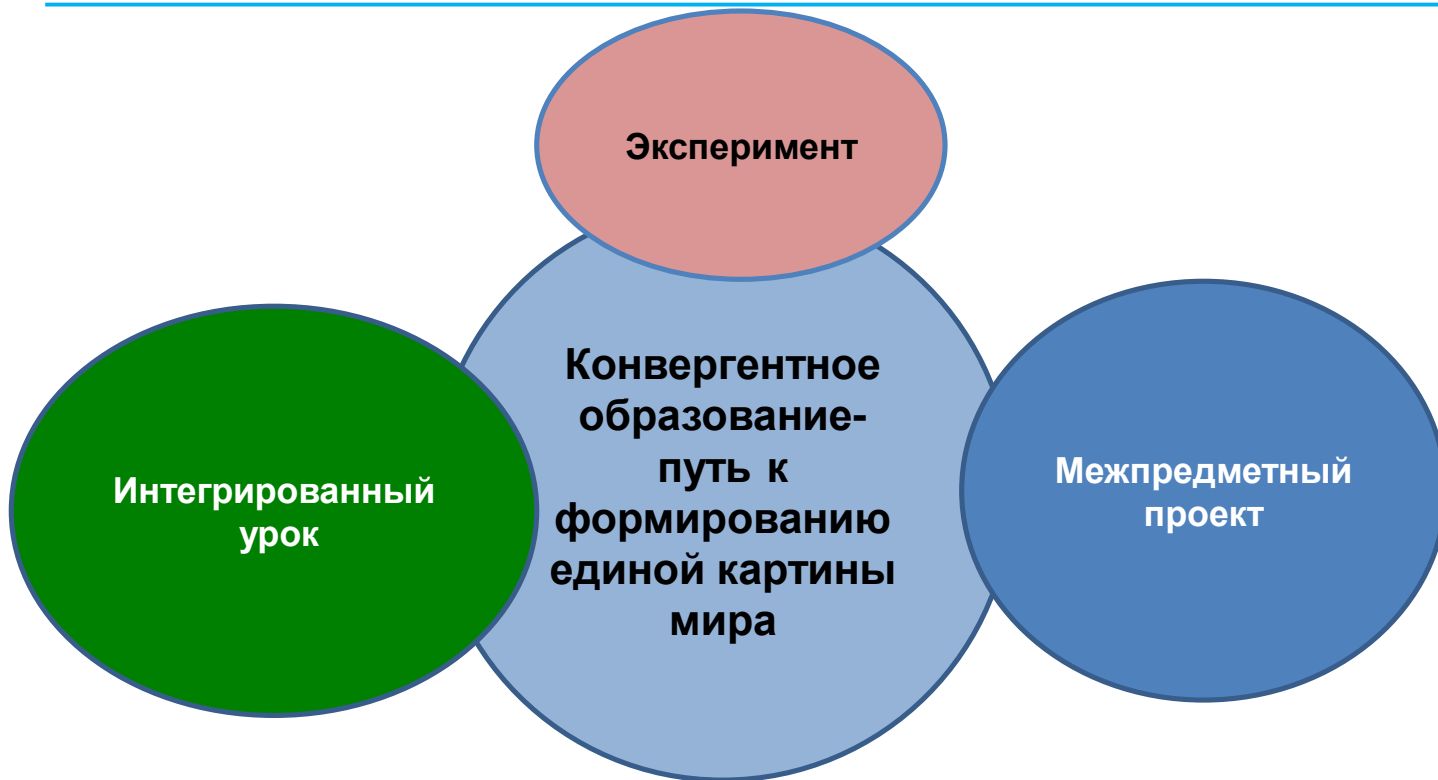 Эксперимент
Конвергентное
образование-
путь к
формированию
единой картины
мира
Интегрированный
урок
Межпредметный
проект